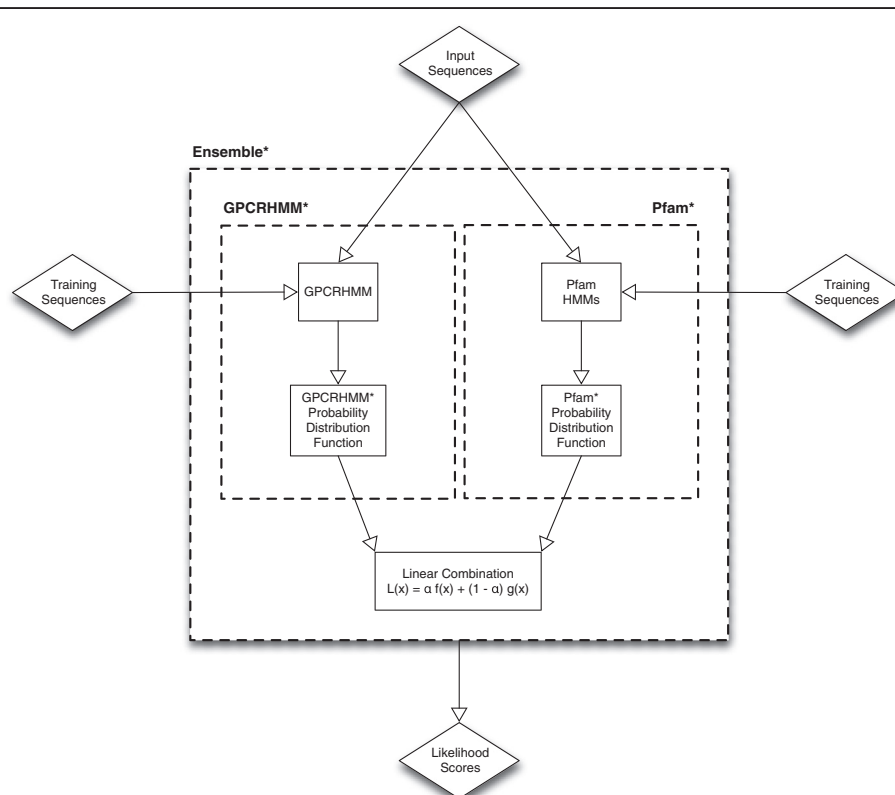 Input
Sequences
Ensemble*
GPCRHMM*
Pfam*
Training
Sequences
GPCRHMM
Pfam
HMMs
Training
Sequences
GPCRHMM*
Probability
Distribution
Function
Pfam*
Probability
Distribution
Function
Linear Combination
L(x) = α f(x) + (1 - α) g(x)
Likelihood
Scores